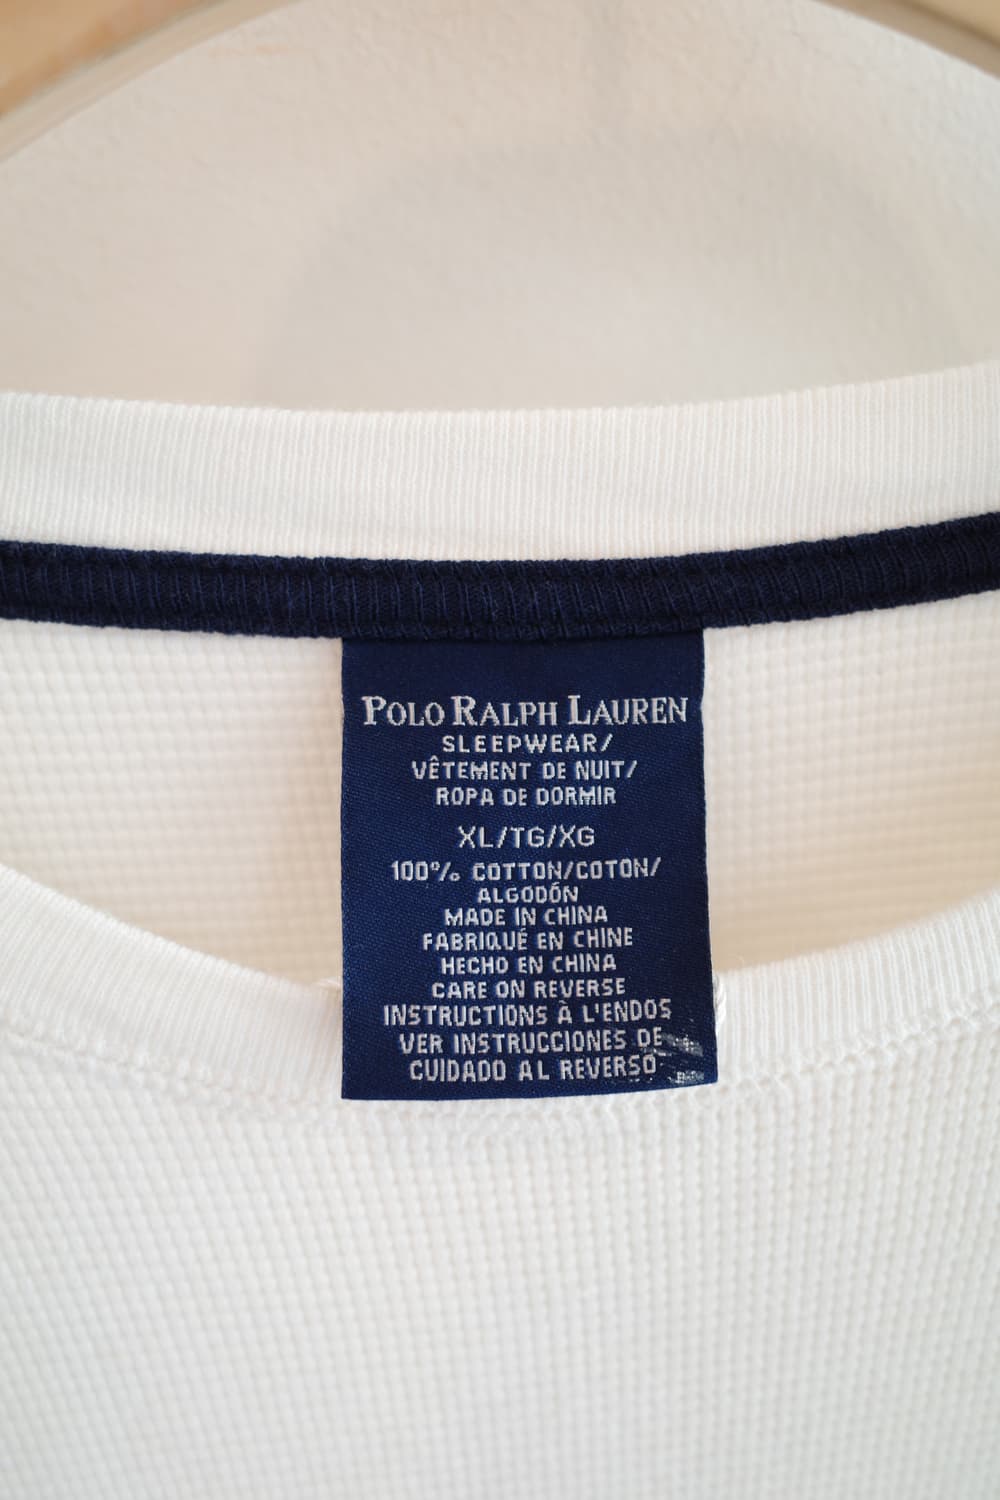 POLO RALPH LAUREN
SLEEPWEAR/
VÊTEMENT DE NUIT/
ROPA DE DORMIR
XL/TG/XG
100% COTTON/COTON/
ALGODÓN
MADE IN CHINA
FABRIQUÉ EN CHINE
HECHO EN CHINA
CARE ON REVERSE
INSTRUCTIONS À L'ENDOS
VER INSTRUCCIONES DE
CUIDADO AL REVERSO